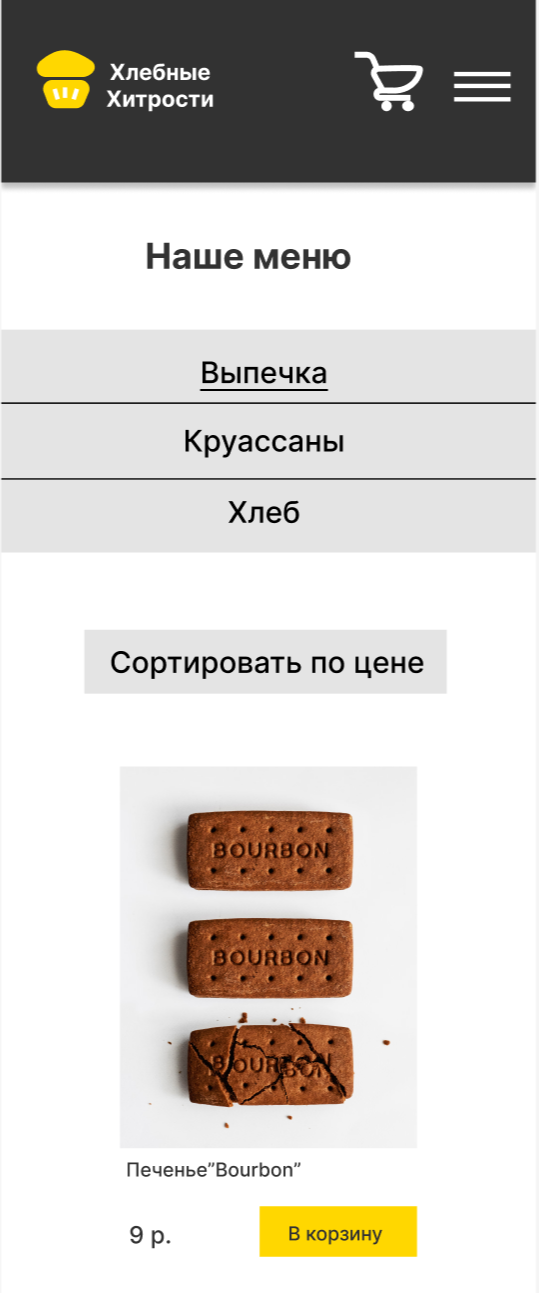 Хлебные
Хитрости
Наше меню
Выпечка
Круассаны
Хлеб
Сортировать по цене
BOURBON
BOURBON
BOURBON
Печенье"Bourbon"
9 р.
В корзину